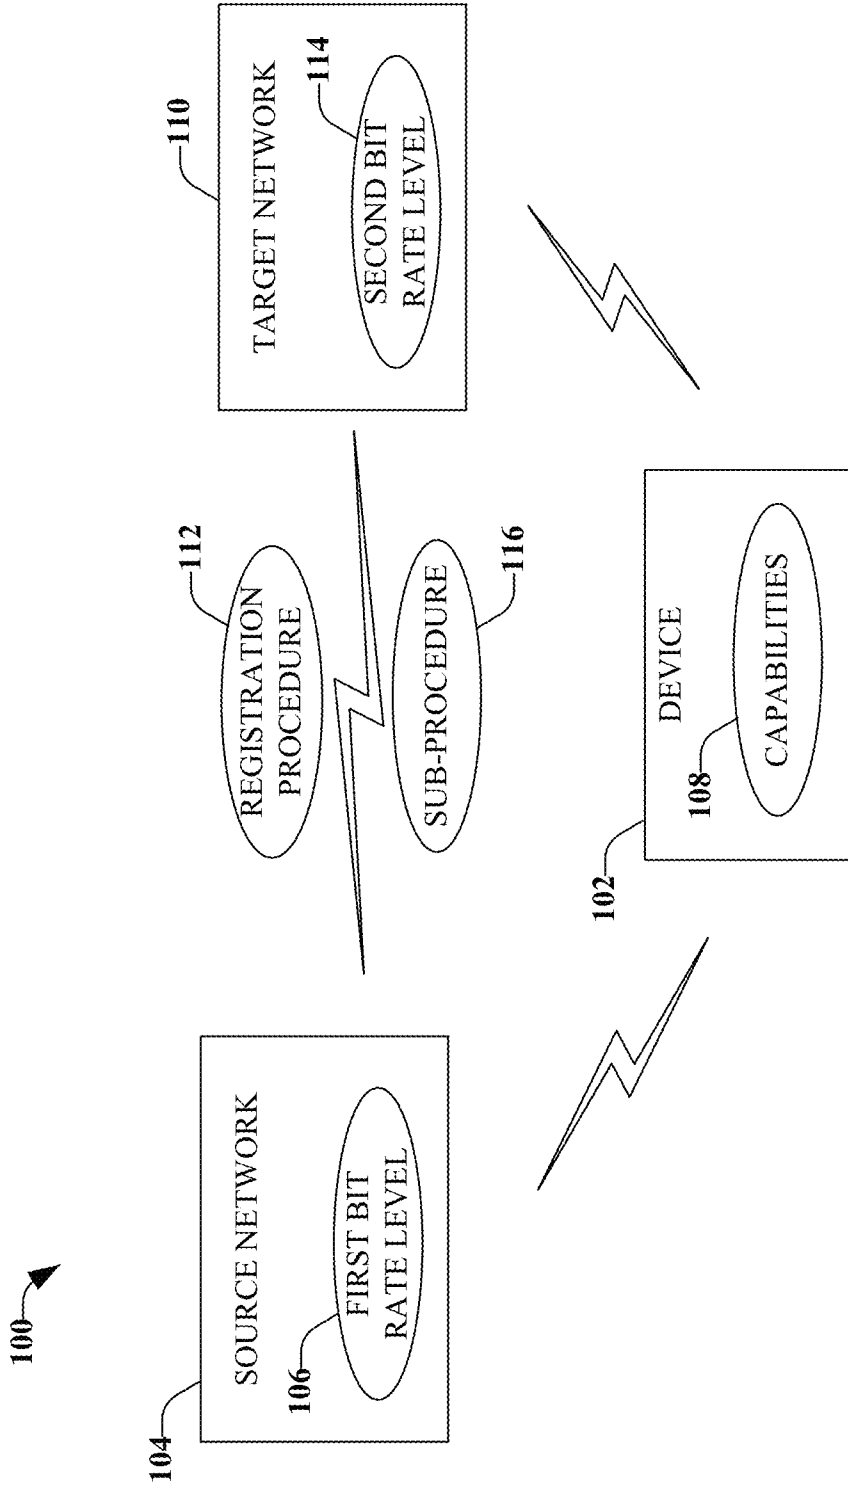 100
104
SOURCE NETWORK
106
FIRST BIT
RATE LEVEL
112
REGISTRATION
PROCEDURE
SUB-PROCEDURE
116
110
TARGET NETWORK
114
SECOND BIT
RATE LEVEL
102
DEVICE
108
CAPABILITIES